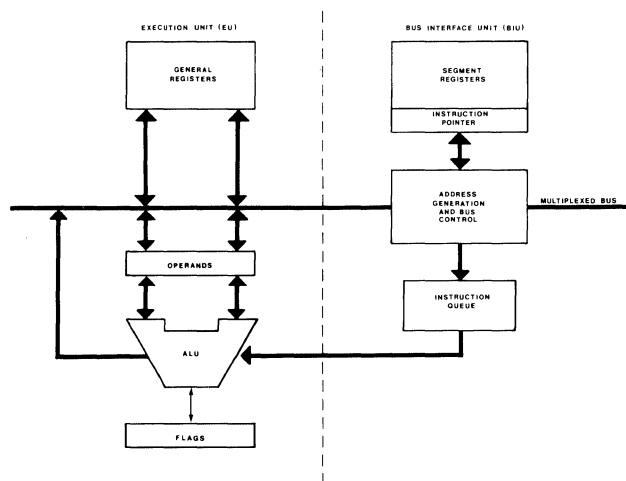 EXECUTION UNIT (EU)
BUS INTERFACE UNIT (BIU)
GENERAL
REGISTERS
SEGMENT
REGISTERS
INSTRUCTION
POINTER
ADDRESS
GENERATION
AND BUS
CONTROL
MULTIPLEXED BUS
OPERANDS
INSTRUCTION
QUEUE
ALU
FLAGS